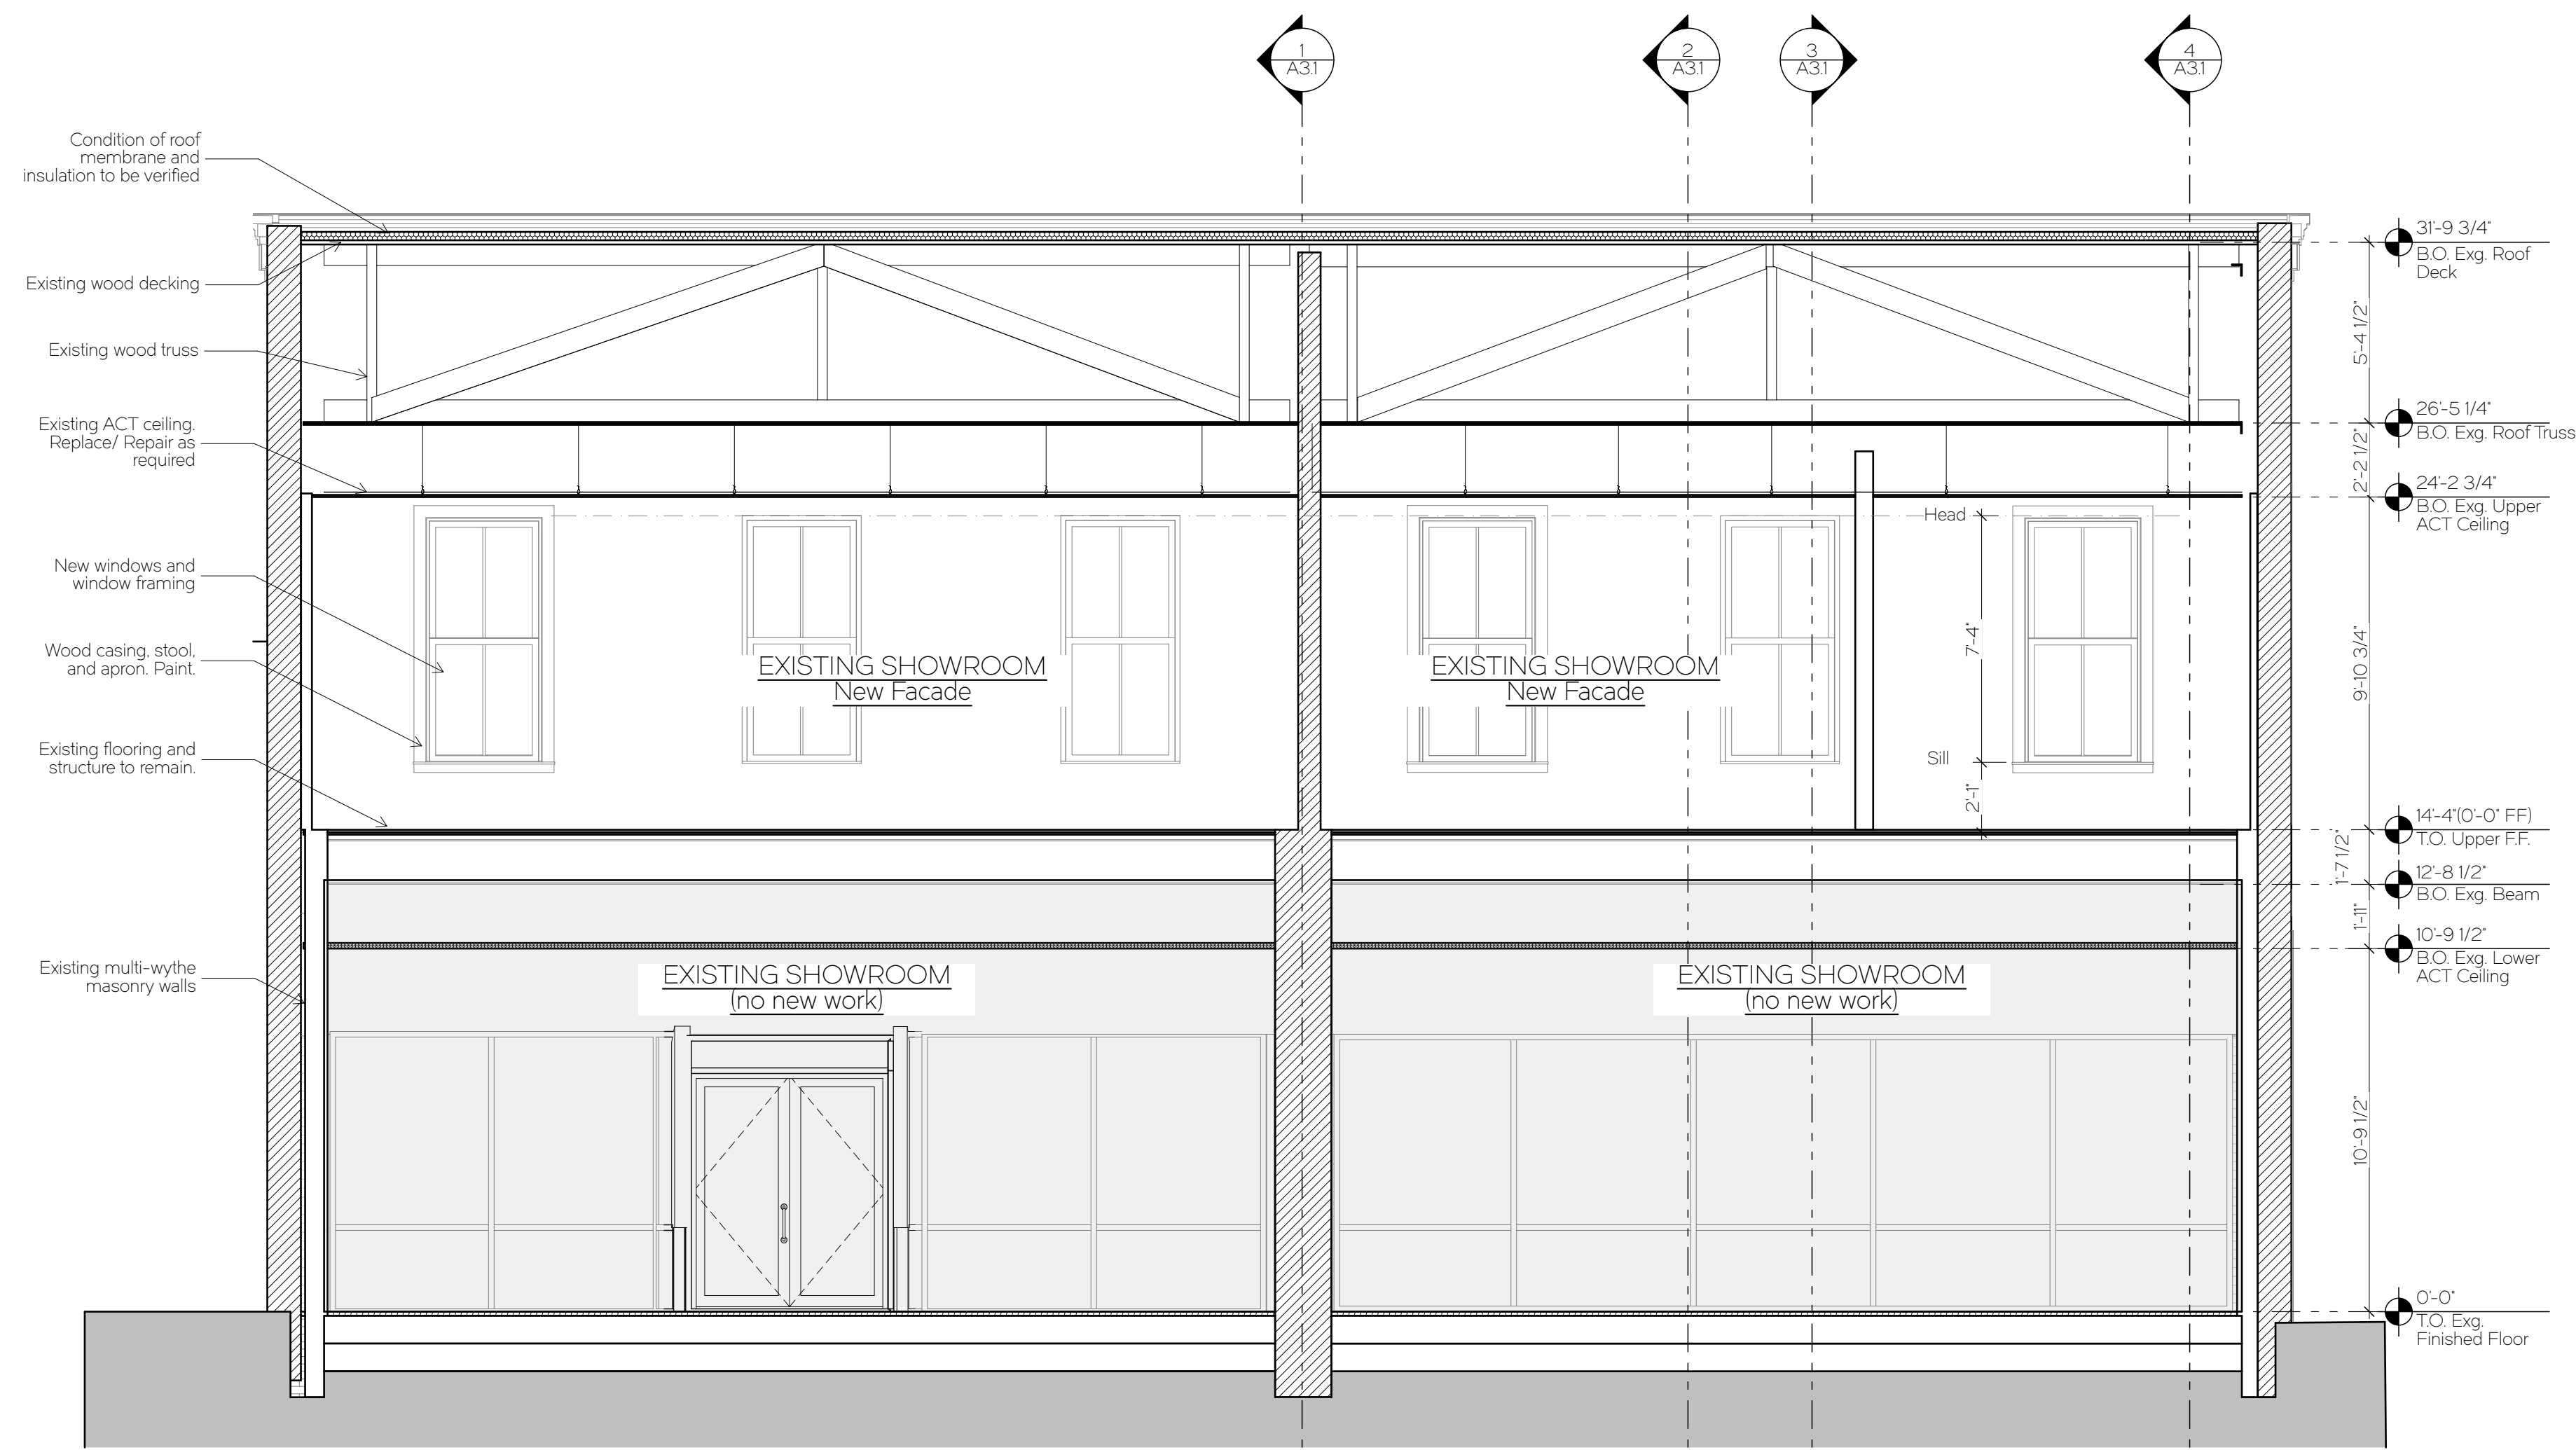 1
A3.1
2
A3.1
3
A3.1
4
A3.1
Condition of roof
membrane and
insulation to be verified
Existing wood decking
Existing wood truss
Existing ACT ceiling.
Replace/ Repair as
required
New windows and
window framing
Wood casing, stool,
and apron. Paint.
Existing flooring and
structure to remain.
Existing multi-wythe
masonry walls
EXISTING SHOWROOM
New Facade
EXISTING SHOWROOM
New Facade
EXISTING SHOWROOM
(no new work)
EXISTING SHOWROOM
(no new work)
Head
7'-4"
Sill
2'-1"
5'-4 1/2"
2'-2 1/2"
9'-10 3/4"
1'-7 1/2"
1'-11"
10'-9 1/2"
31'-9 3/4"
B.O. Exg. Roof
Deck
26'-5 1/4"
B.O. Exg. Roof Truss
24'-2 3/4"
B.O. Exg. Upper
ACT Ceiling
14'-4"(0'-0" FF)
T.O. Upper F.F.
12'-8 1/2"
B.O. Exg. Beam
10'-9 1/2"
B.O. Exg. Lower
ACT Ceiling
0'-0"
T.O. Exg.
Finished Floor